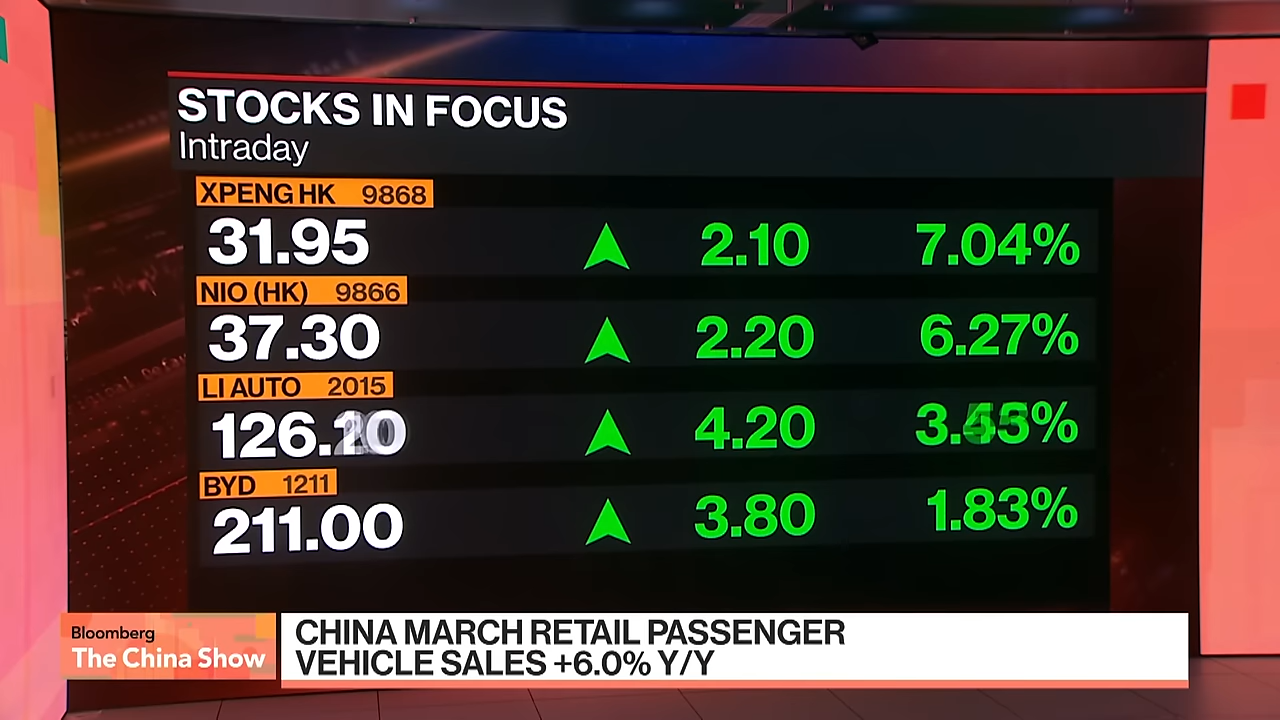 STOCKS IN FOCUS
Intraday
XPENG HK 9868
31.95 2.10 7.04%
NIO (HK) 9866
37.30 2.20 6.27%
LI AUTO 2015
4.20
BYD 1211
211.00 3.80 1.83%
Bloomberg
The China Show
CHINA MARCH RETAIL PASSENGER
VEHICLE SALES +6.0% Y/Y